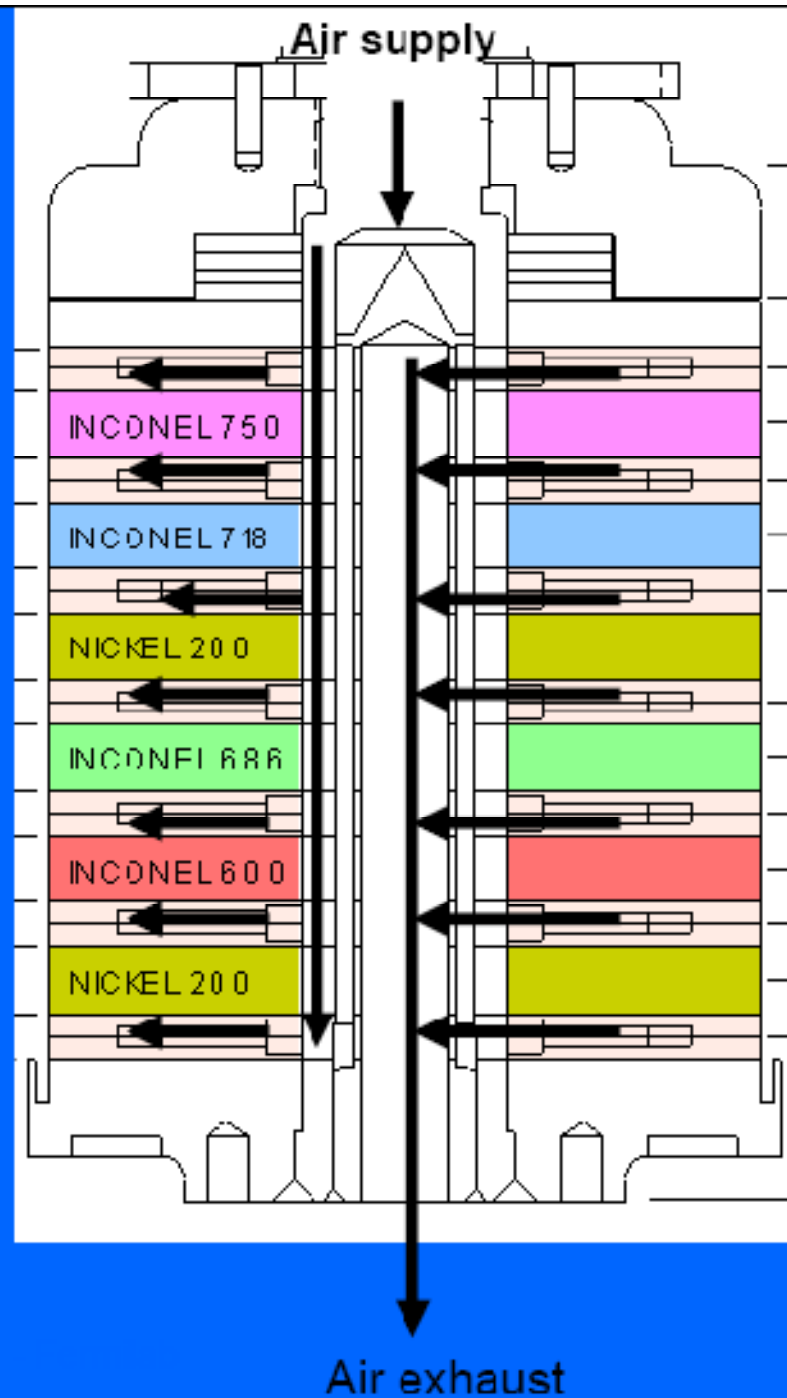 Air supply
INCONEL 750
INCONEL 718
NICKEL 200
INCONEL 686
INCONEL 600
NICKEL 200
Air exhaust